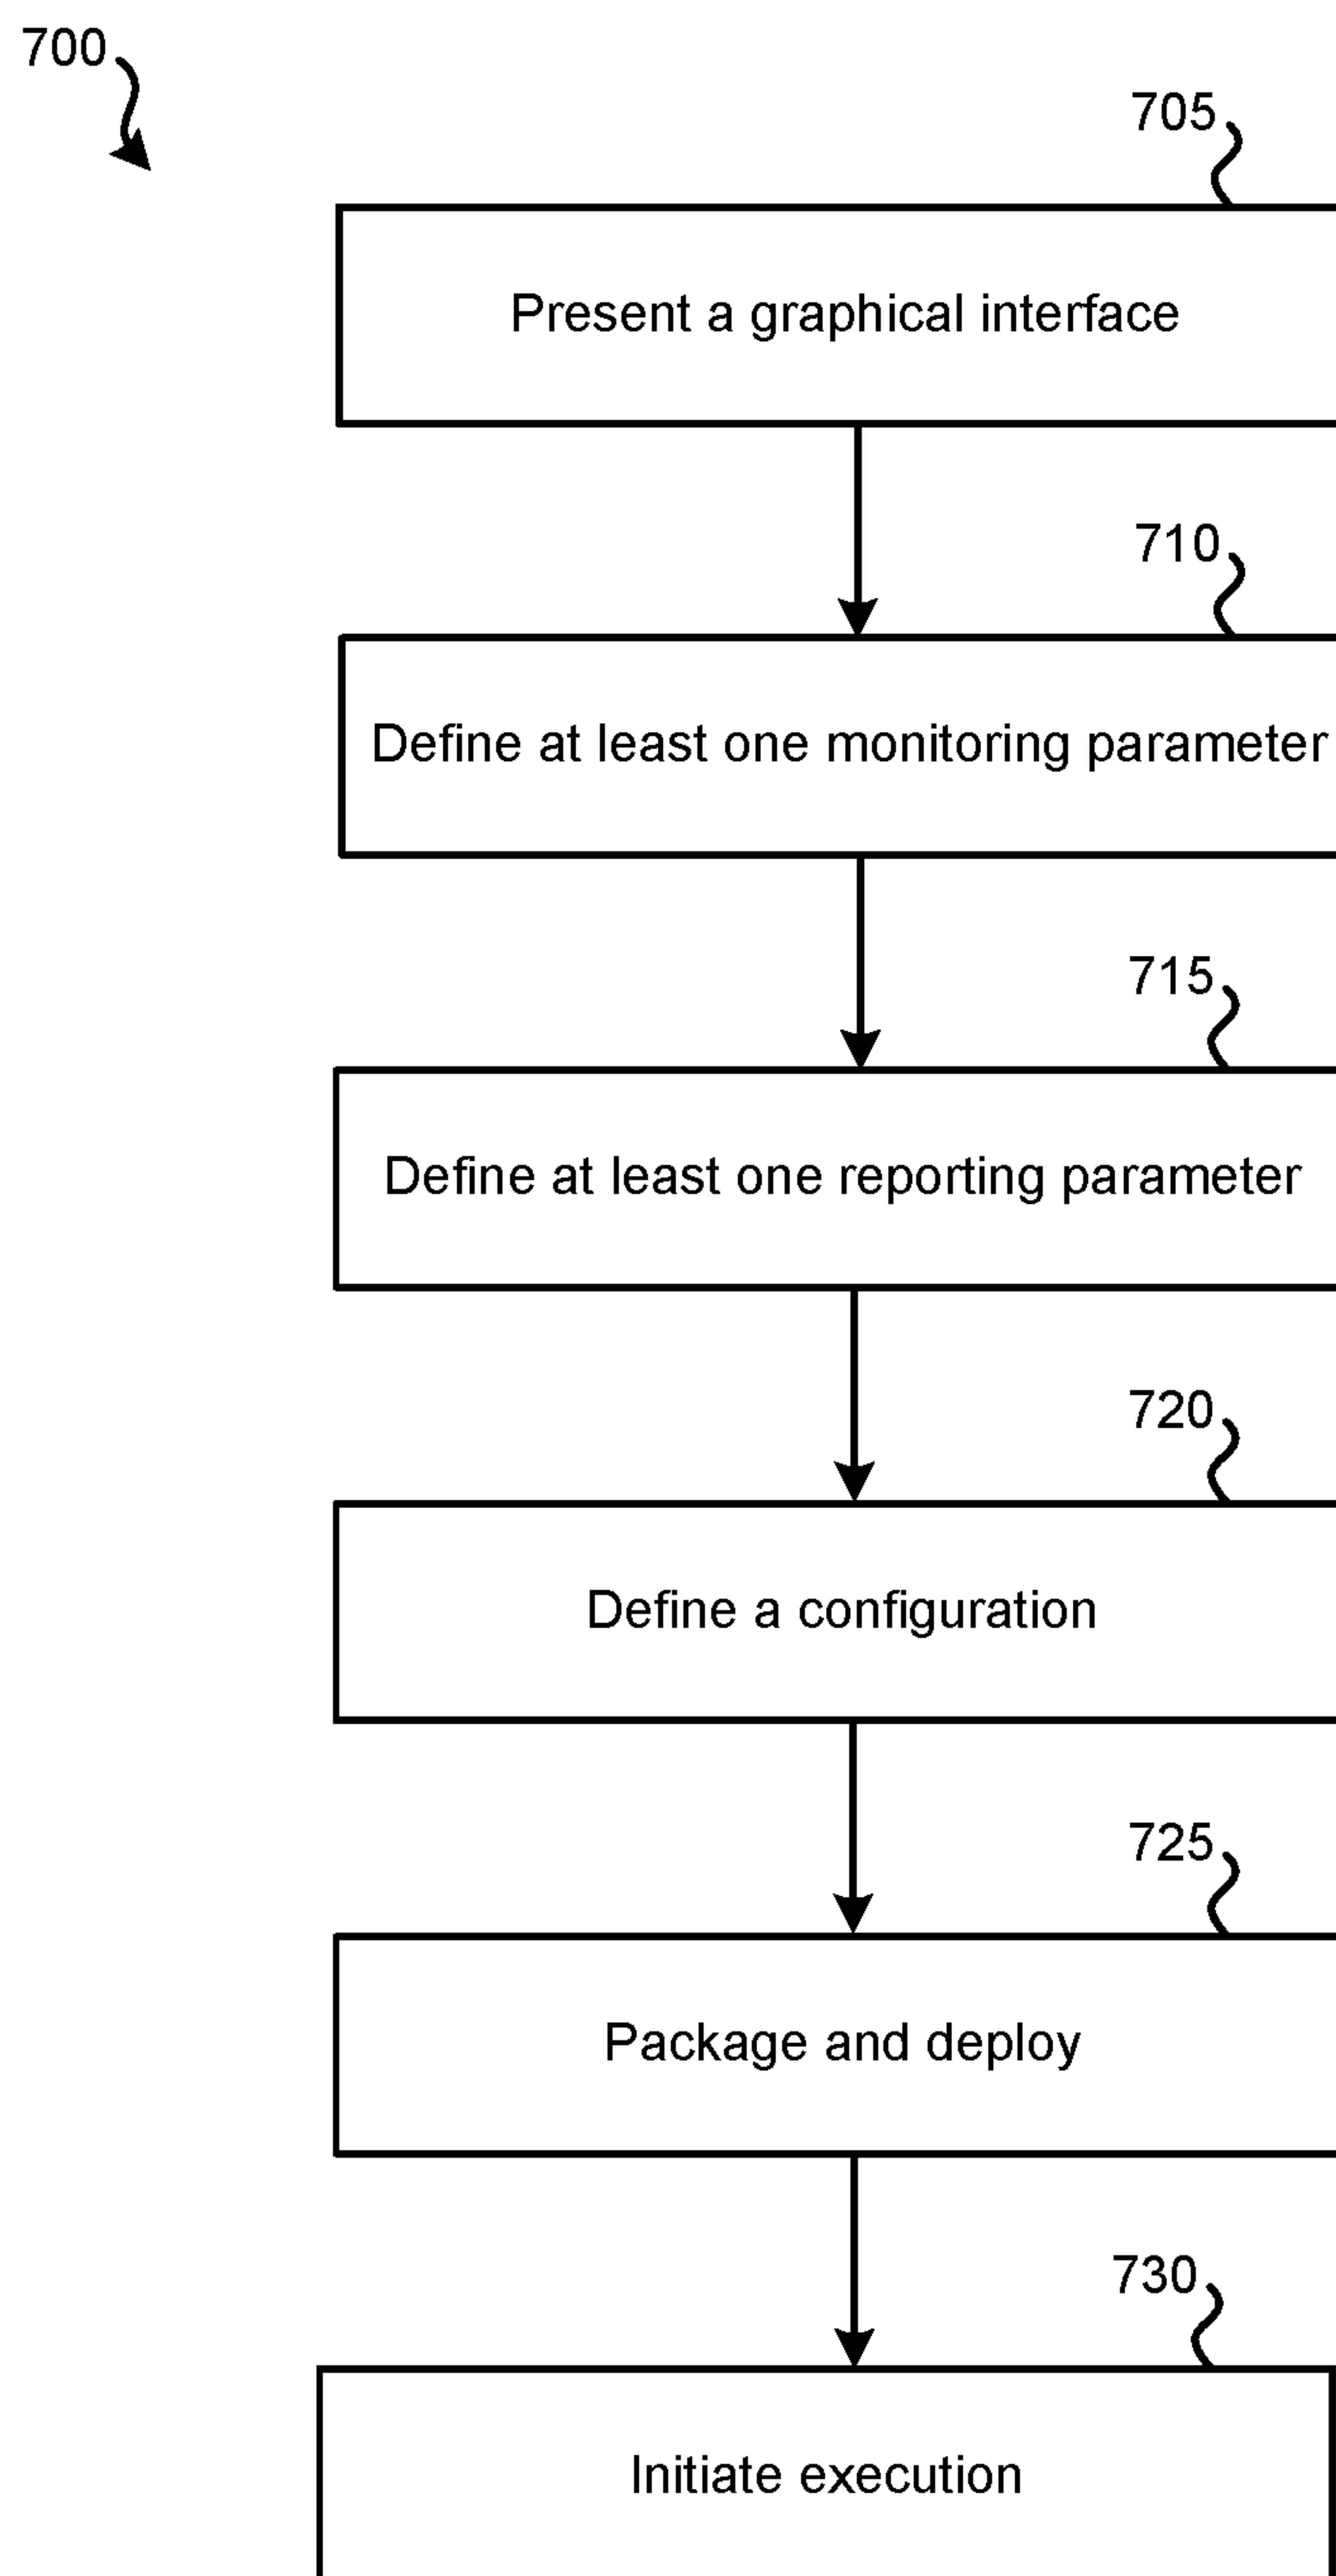 700
705
Present a graphical interface
710
Define at least one monitoring parameter
715
Define at least one reporting parameter
720
Define a configuration
725
Package and deploy
730
Initiate execution